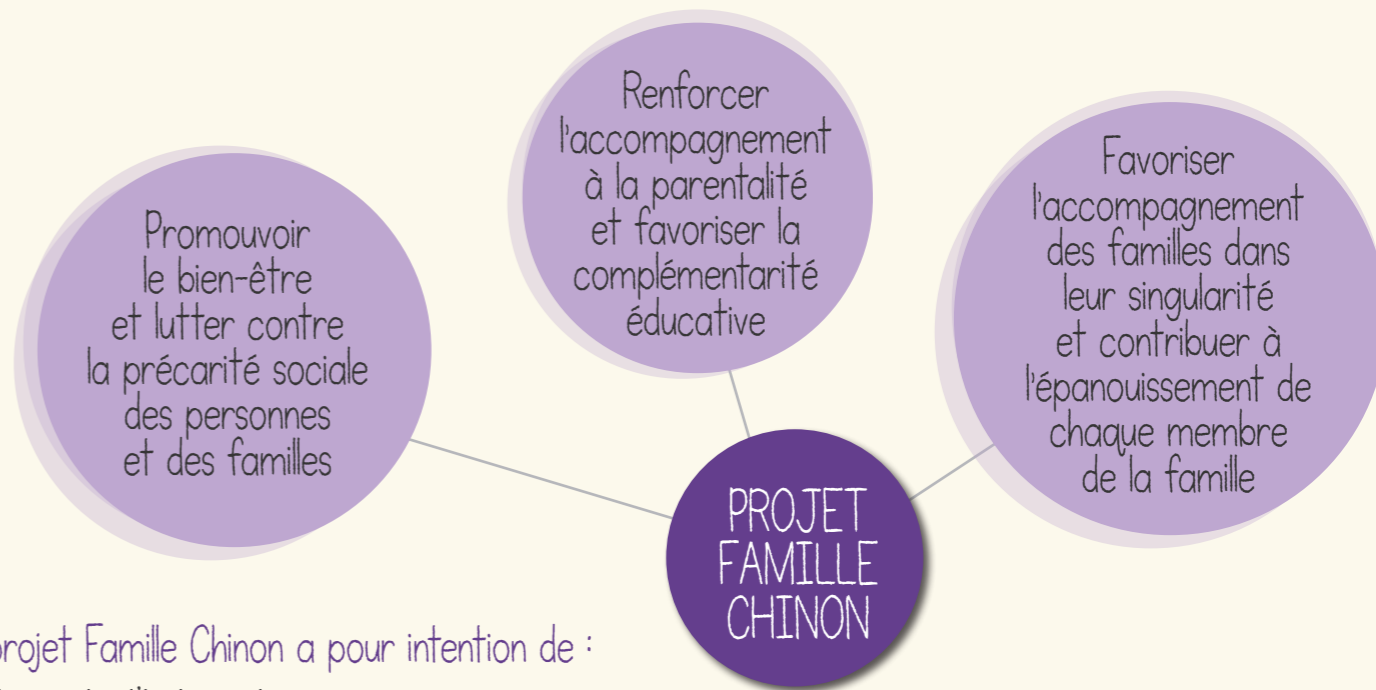 Renforcer
l'accompagnement
à la parentalité
et favoriser la
complémentarité
éducative
Favoriser
l'accompagnement
des familles dans
leur singularité
et contribuer à
l'épanouissement de
chaque membre
de la famille
Promouvoir
le bien-être
et lutter contre
la précarité sociale
des personnes
et des familles
PROJET
FAMILLE
CHINON
projet Famille Chinon a pour intention de :